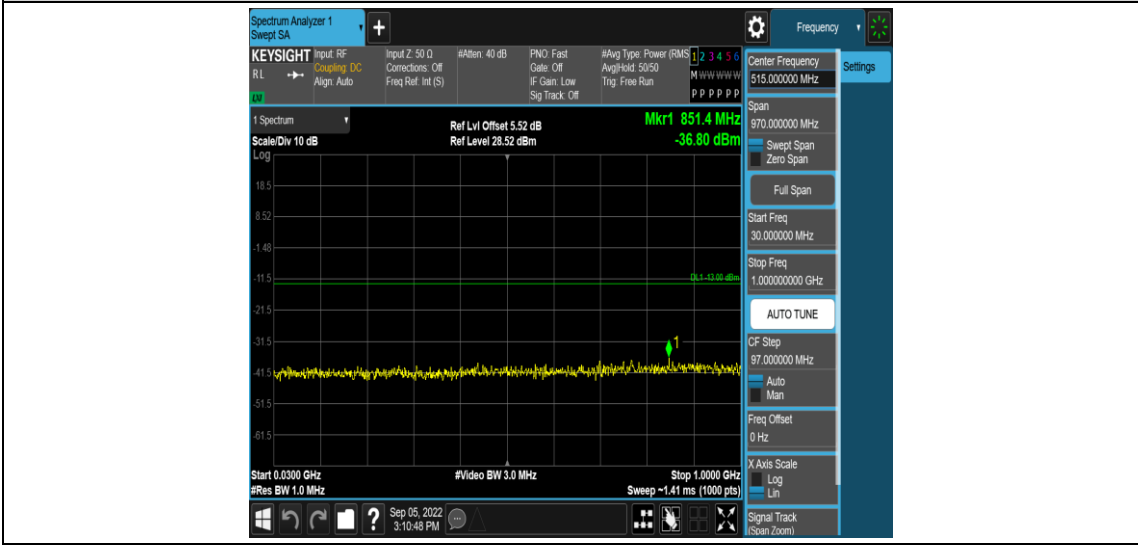 Spectrum Analyzer 1
Swept SA
+
Frequency
KEYSIGHT
RL
LM
Input: RF
Coupling: DC
Align: Auto
Input Z: 50 Ω
Corrections: Off
Freq Ref: Int (S)
#Atten: 40 dB
PNO: Fast
Gate: Off
IF Gain: Low
Sig Track: Off
#Avg Type: Power (RMS
Avg|Hold: 50/50
Trig: Free Run
1 2 3 4 5 6
M W W W W W
P P P P P P
1 Spectrum
Scale/Div 10 dB
Log
Ref Lvl Offset 5.52 dB
Ref Level 28.52 dBm
Mkr1 851.4 MHz
-36.80 dBm
18.5
8.52
-1.48
-11.5
DL1 -13.00 dBm
-21.5
-31.5
1
-41.5
-51.5
-61.5
Start 0.0300 GHz
#Res BW 1.0 MHz
#Video BW 3.0 MHz
Stop 1.0000 GHz
Sweep ~1.41 ms (1000 pts)
?
Sep 05, 2022
3:10:48 PM
Center Frequency
515.000000 MHz
Settings
Span
970.000000 MHz
Swept Span
Zero Span
Full Span
Start Freq
30.000000 MHz
Stop Freq
1.000000000 GHz
AUTO TUNE
CF Step
97.000000 MHz
Auto
Man
Freq Offset
0 Hz
X Axis Scale
Log
Lin
Signal Track
(Span Zoom)